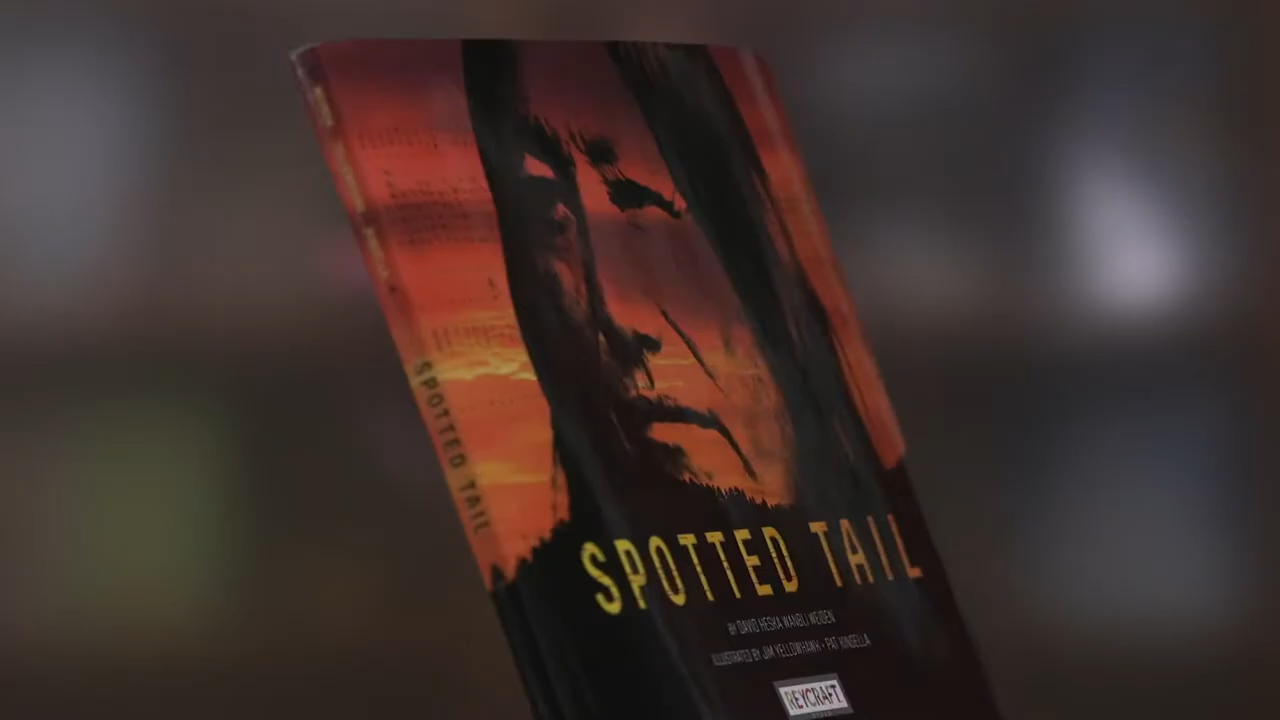 SPOTTED TAIL
SPOTTED TAIL
BY DAVID HESKA WANBLI WEIDEN
ILLUSTRATED BY JIM YELLOWHAWK • PAT KINSELLA
REYCRAFT